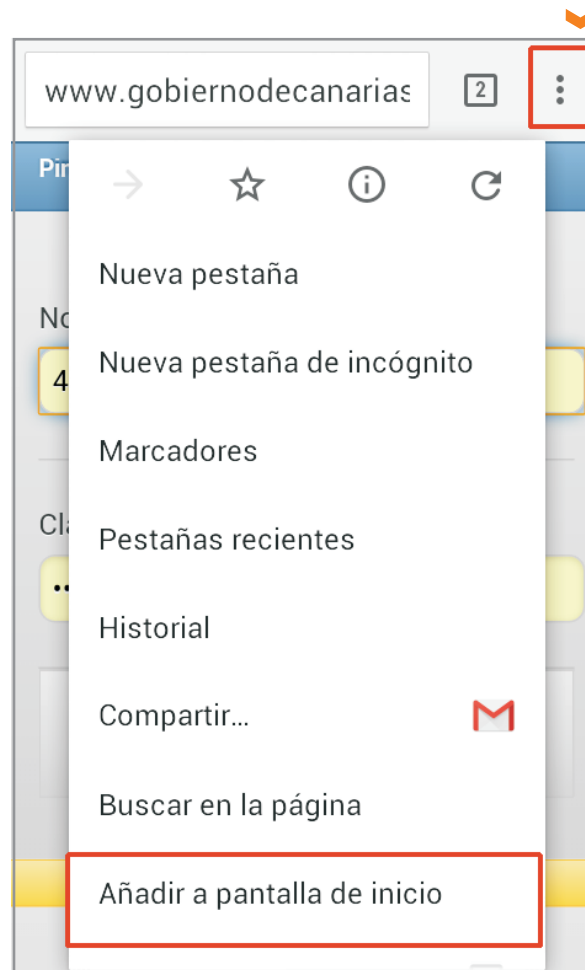 www.gobiernodecanarias
2
Nueva pestaña
Nueva pestaña de incógnito
Marcadores
Pestañas recientes
Historial
Compartir...
Buscar en la página
Añadir a pantalla de inicio